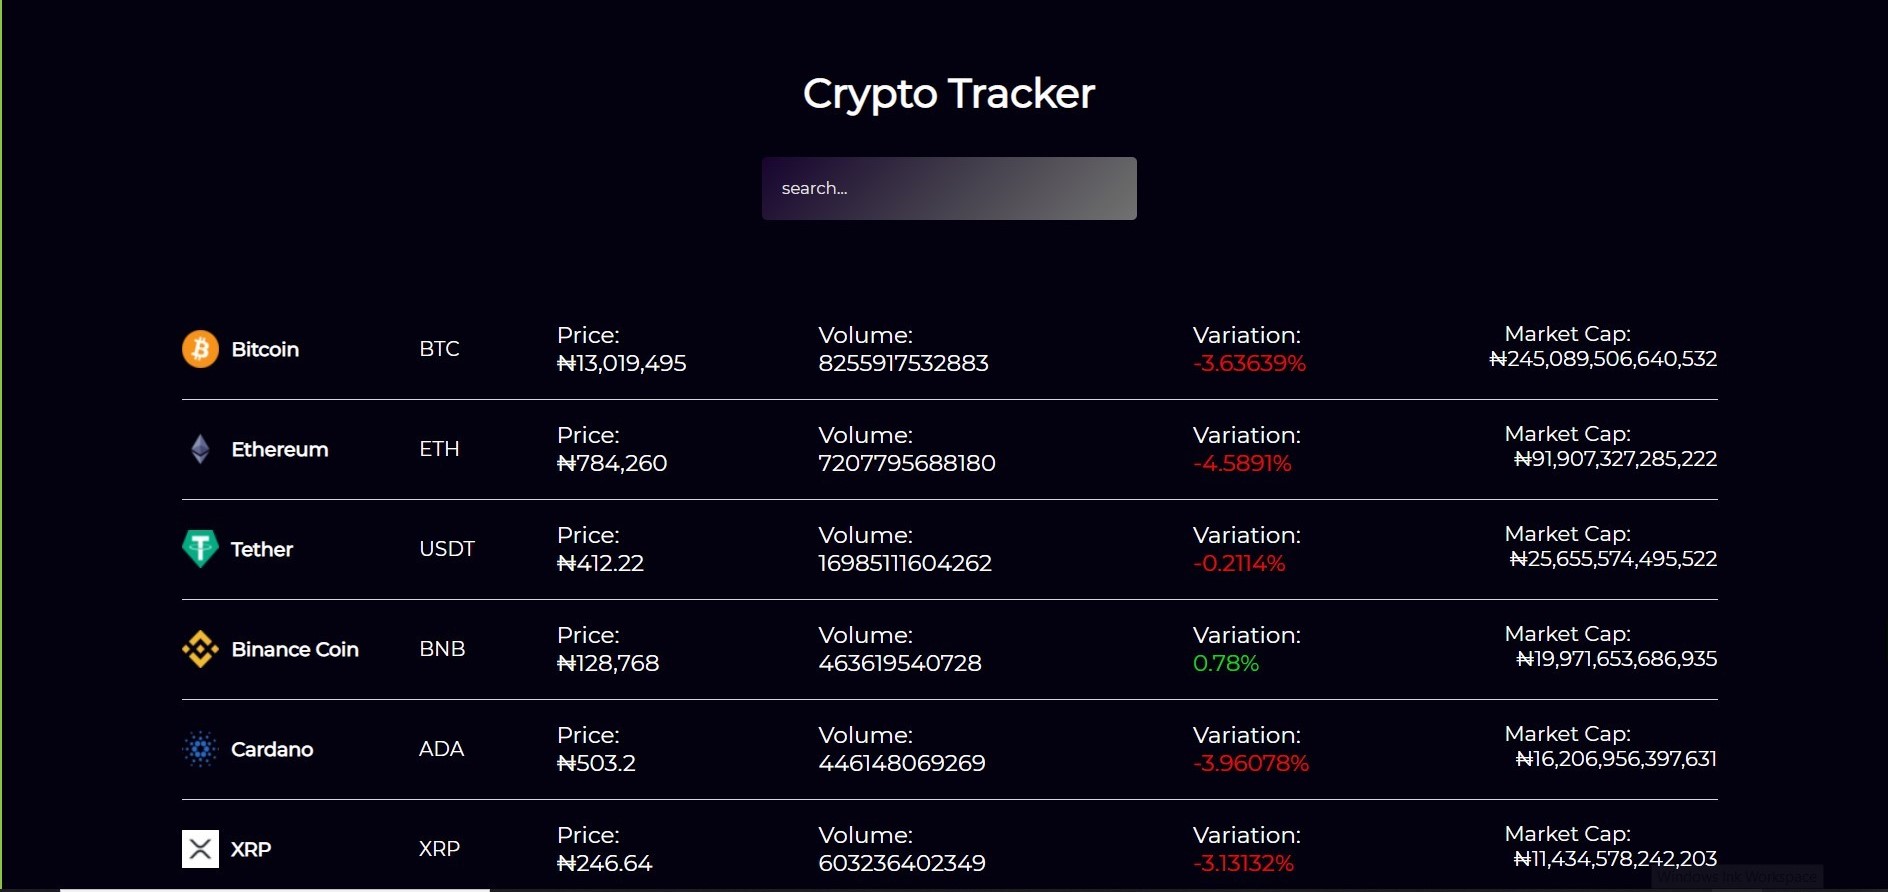 Crypto Tracker
search...
Bitcoin BTC Price: Volume: Variation: Market Cap:
₦13,019,495 8255917532883 -3.63639% ₦245,089,506,640,532
Ethereum ETH Price: Volume: Variation: Market Cap:
₦784,260 7207795688180 -4.5891% ₦91,907,327,285,222
Tether USDT Price: Volume: Variation: Market Cap:
₦412.22 16985111604262 -0.2114% ₦25,655,574,495,522
Binance Coin BNB Price: Volume: Variation: Market Cap:
₦128,768 463619540728 0.78% ₦19,971,653,686,935
Cardano ADA Price: Volume: Variation: Market Cap:
₦503.2 446148069269 -3.96078% ₦16,206,956,397,631
XRP XRP Price: Volume: Variation: Market Cap:
₦246.64 603236402349 -3.13132% ₦11,434,578,242,203
Windows Ink Workspace